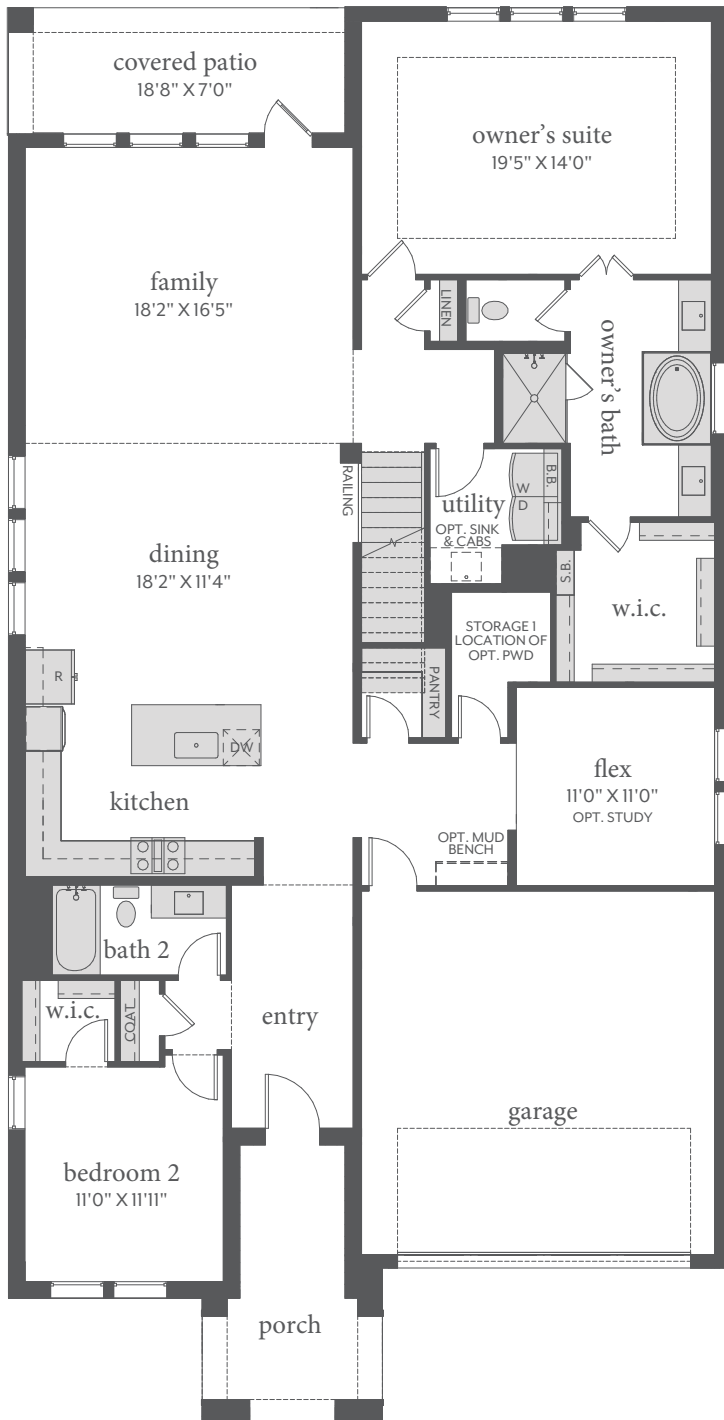 covered patio
18'8" X 7'0"
owner's suite
19'5" X 14'0"
family
18'2" X 16'5"
LINEN
owner's bath
RAILING
utility
OPT. SINK
& CABS
W
D
B.B.
dining
18'2" X 11'4"
S.B.
w.i.c.
STORAGE 1
LOCATION OF
OPT. PWD
R
PANTRY
DW
kitchen
flex
11'0" X 11'0"
OPT. STUDY
OPT. MUD
BENCH
bath 2
w.i.c.
COAT
entry
garage
bedroom 2
11'0" X 11'11"
porch